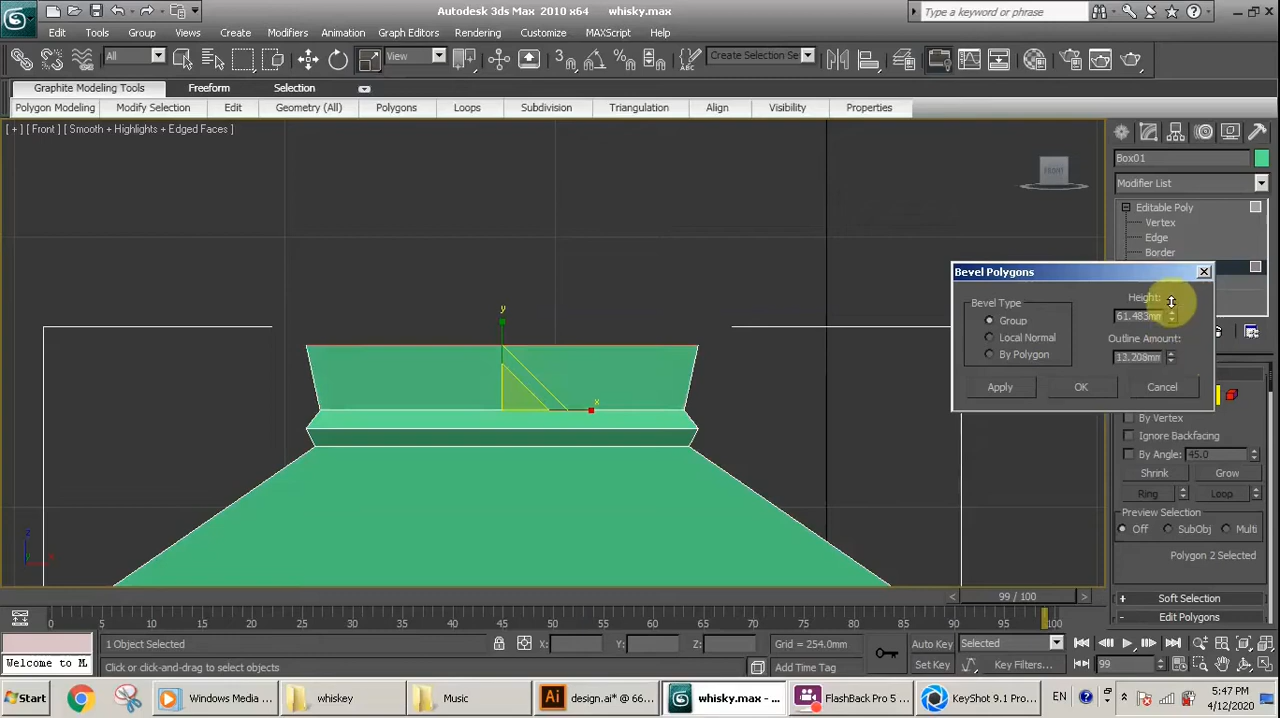 Autodesk 3ds Max 2010 x64 whisky.max
Type a keyword or phrase
Edit Tools Group Views Create Modifiers Animation Graph Editors Rendering Customize MAXScript Help
All View 3 Create Selection Se
Graphite Modeling Tools Freeform Selection
Polygon Modeling Modify Selection Edit Geometry (All) Polygons Loops Subdivision Triangulation Align Visibility Properties
[ + ] [ Front ] [ Smooth + Highlights + Edged Faces ]
FRONT
Box01
Modifier List
Editable Poly
Vertex
Edge
Border
Bevel Polygons
Bevel Type
Group
Local Normal
By Polygon
Height:
61.483mm
Outline Amount:
13.208mm
Apply OK Cancel
By Vertex
Ignore Backfacing
By Angle: 45.0
Shrink Grow
Ring Loop
Preview Selection
Off SubObj Multi
Polygon 2 Selected
Soft Selection
Edit Polygons
y
x
z
99 / 100
0 5 10 15 20 25 30 35 40 45 50 55 60 65 70 75 80 85 90 95 100
1 Object Selected X: Y: Z: Grid = 254.0mm Auto Key Selected
Welcome to M Click or click-and-drag to select objects Add Time Tag Set Key Key Filters... 99
Start Windows Media ... whiskey Music design.ai* @ 66... whisky.max - ... FlashBack Pro 5 ... KeyShot 9.1 Pro ... EN 5:47 PM
4/12/2020